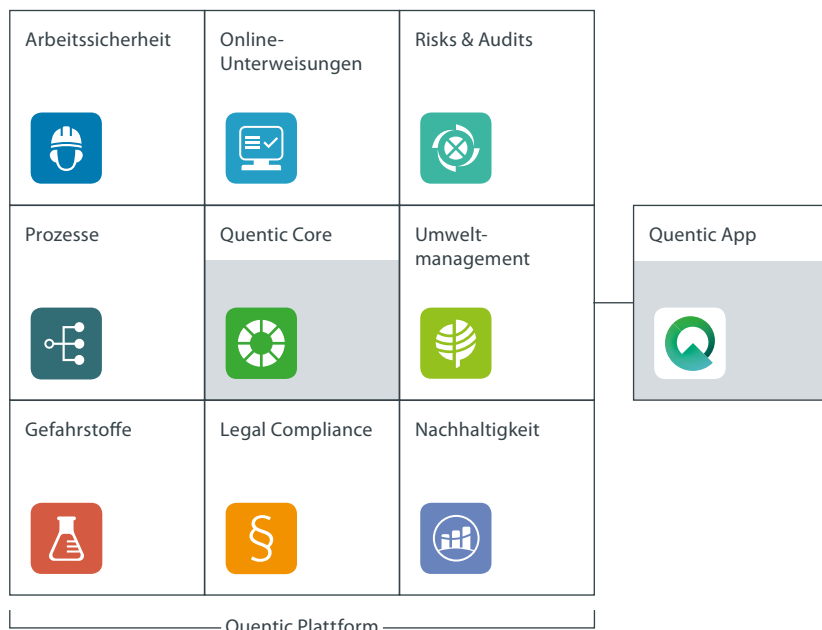 Arbeitssicherheit
Online-
Unterweisungen
Risks & Audits
Prozesse
Quentic Core
Umwelt-
management
Quentic App
Gefahrstoffe
Legal Compliance
§
Nachhaltigkeit
Quentic Plattform